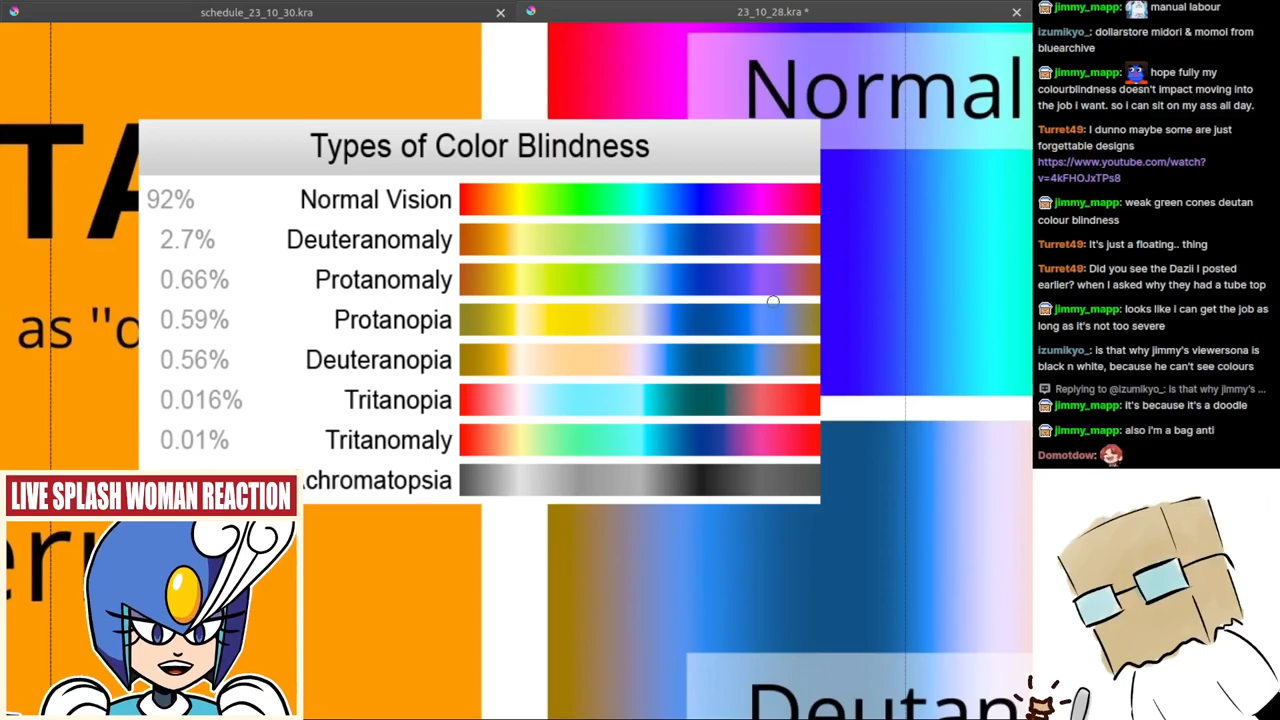 schedule_23_10_30.kra
23_10_28.kra *
TA
as "d
Normal
Types of Color Blindness
92% Normal Vision
2.7% Deuteranomaly
0.66% Protanomaly
0.59% Protanopia
0.56% Deuteranopia
0.016% Tritanopia
0.01% Tritanomaly
chromatopsia
LIVE SPLASH WOMAN REACTION
Deutan
jimmy_mapp: manual labour
izumikyo_: dollarstore midori & momoi from
bluearchive
jimmy_mapp: hope fully my
colourblindness doesn't impact moving into
the job i want. so i can sit on my ass all day.
Turret49: I dunno maybe some are just
forgettable designs
https://www.youtube.com/watch?
v=4kFHOJxTPs8
jimmy_mapp: weak green cones deutan
colour blindness
Turret49: It's just a floating.. thing
Turret49: Did you see the Dazii I posted
earlier? when I asked why they had a tube top
jimmy_mapp: looks like i can get the job as
long as it's not too severe
izumikyo_: is that why jimmy's viewersona is
black n white, because he can't see colours
Replying to @izumikyo_: is that why jimmy's ...
jimmy_mapp: it's because it's a doodle
jimmy_mapp: also i'm a bag anti
Domotdow: